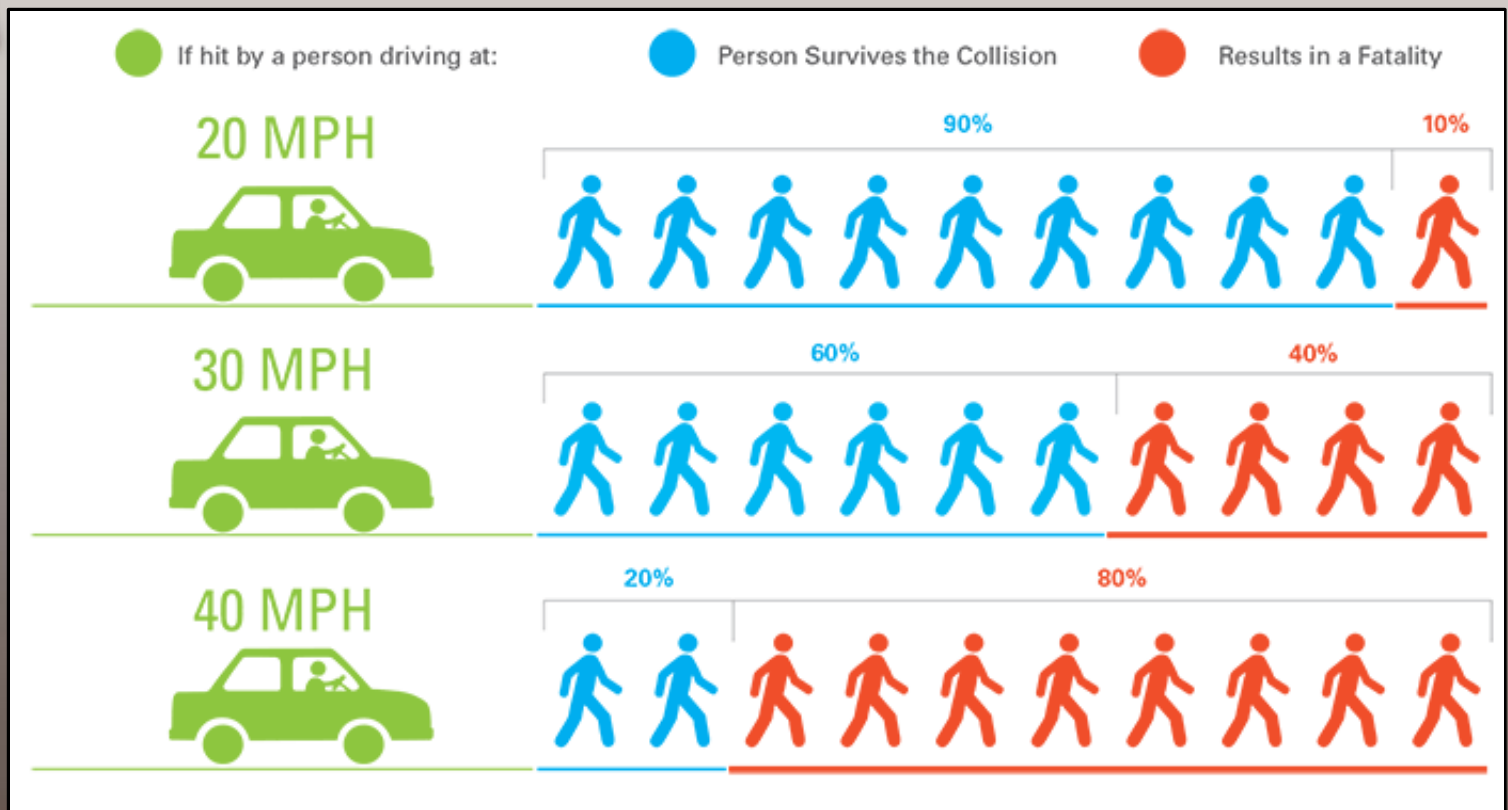 If hit by a person driving at:
Person Survives the Collision
Results in a Fatality
20 MPH
90%
10%
30 MPH
60%
40%
40 MPH
20%
80%